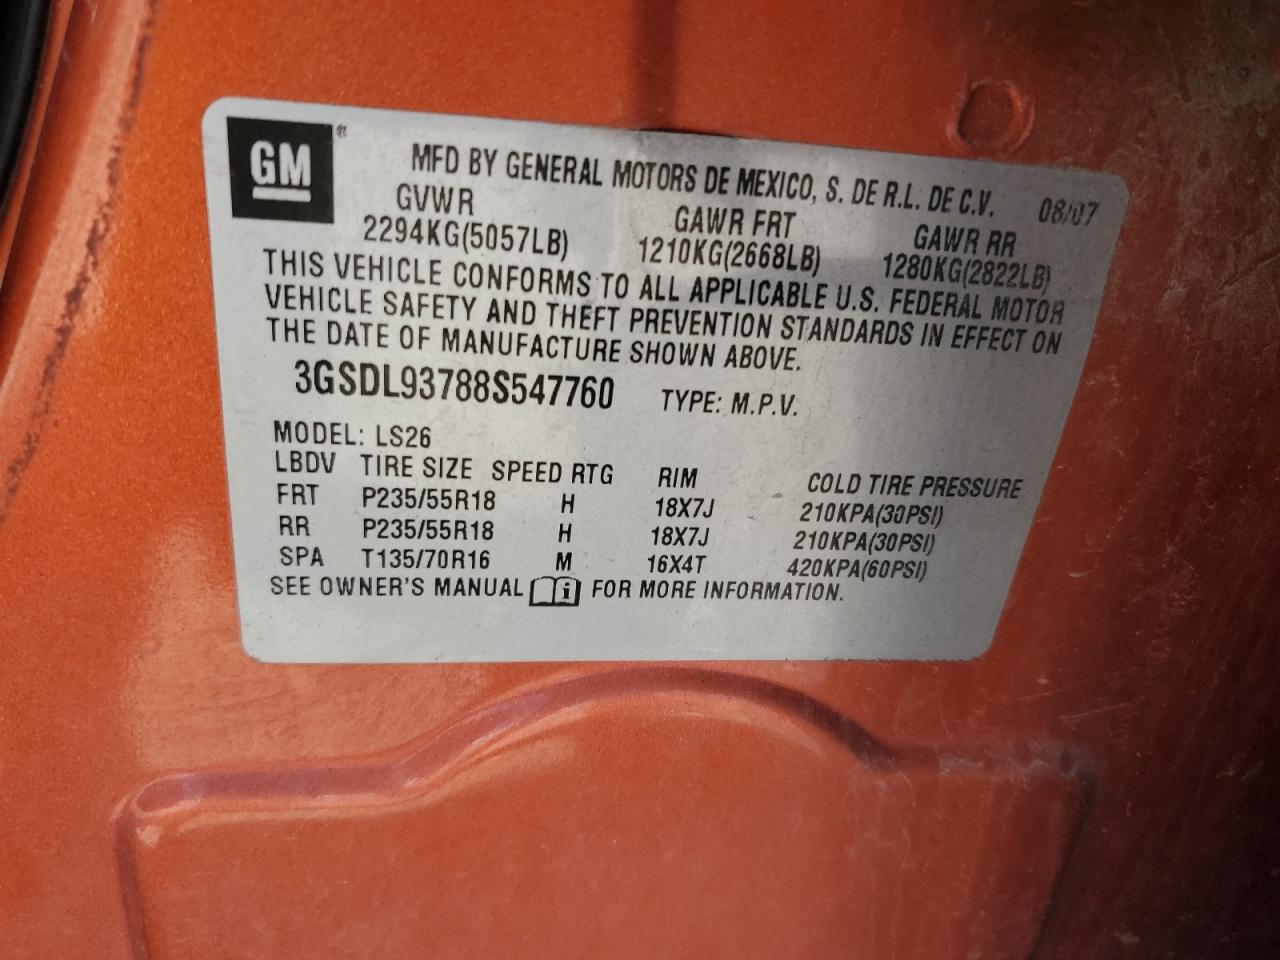 GM ®
MFD BY GENERAL MOTORS DE MEXICO, S. DE R.L. DE C.V. 08/07
GVWR GAWR FRT GAWR RR
2294KG(5057LB) 1210KG(2668LB) 1280KG(2822LB)
THIS VEHICLE CONFORMS TO ALL APPLICABLE U.S. FEDERAL MOTOR
VEHICLE SAFETY AND THEFT PREVENTION STANDARDS IN EFFECT ON
THE DATE OF MANUFACTURE SHOWN ABOVE.
3GSDL93788S547760 TYPE: M.P.V.
MODEL: LS26
LBDV TIRE SIZE SPEED RTG RIM COLD TIRE PRESSURE
FRT P235/55R18 H 18X7J 210KPA(30PSI)
RR P235/55R18 H 18X7J 210KPA(30PSI)
SPA T135/70R16 M 16X4T 420KPA(60PSI)
SEE OWNER'S MANUAL i FOR MORE INFORMATION.